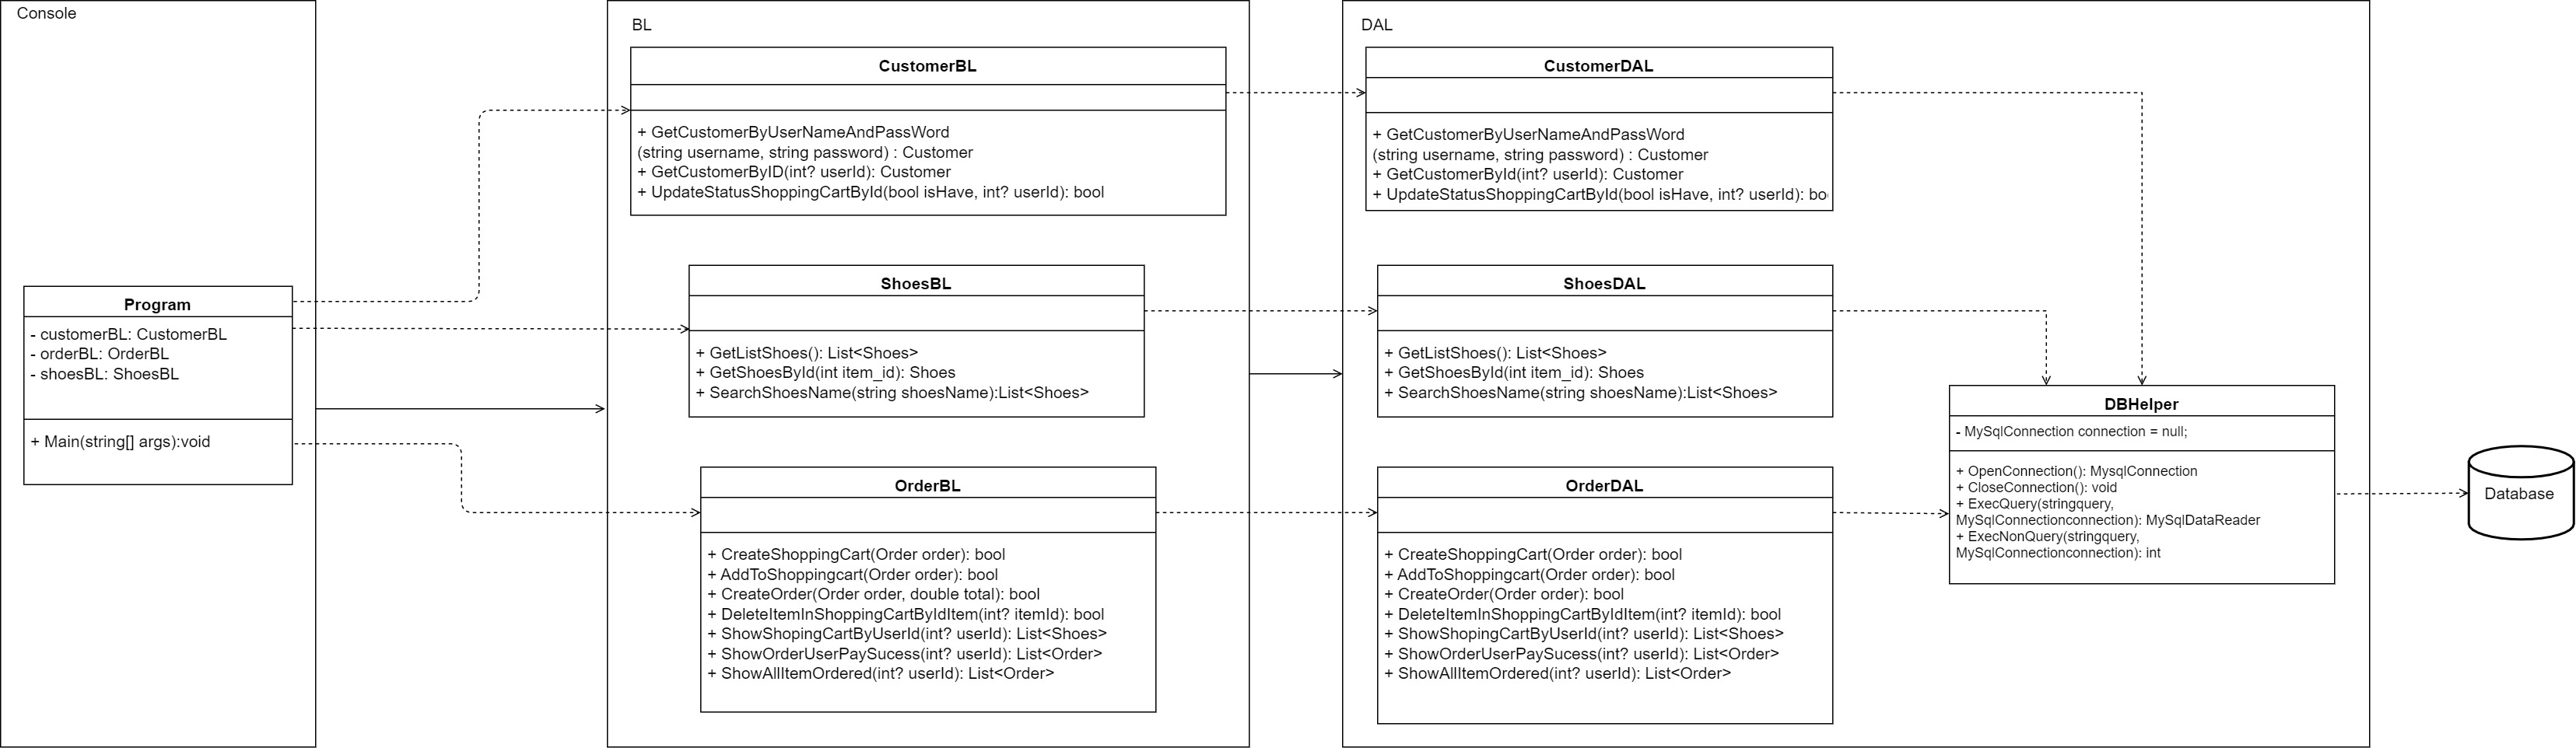 Console
Program
- customerBL: CustomerBL
- orderBL: OrderBL
- shoesBL: ShoesBL
+ Main(string[] args):void
BL
CustomerBL
+ GetCustomerByUserNameAndPassWord
(string username, string password) : Customer
+ GetCustomerByID(int? userId): Customer
+ UpdateStatusShoppingCartById(bool isHave, int? userId): bool
ShoesBL
+ GetListShoes(): List<Shoes>
+ GetShoesById(int item_id): Shoes
+ SearchShoesName(string shoesName):List<Shoes>
OrderBL
+ CreateShoppingCart(Order order): bool
+ AddToShoppingcart(Order order): bool
+ CreateOrder(Order order, double total): bool
+ DeleteItemInShoppingCartByIdItem(int? itemId): bool
+ ShowShopingCartByUserId(int? userId): List<Shoes>
+ ShowOrderUserPaySucess(int? userId): List<Order>
+ ShowAllItemOrdered(int? userId): List<Order>
DAL
CustomerDAL
+ GetCustomerByUserNameAndPassWord
(string username, string password) : Customer
+ GetCustomerById(int? userId): Customer
+ UpdateStatusShoppingCartById(bool isHave, int? userId): bo
ShoesDAL
+ GetListShoes(): List<Shoes>
+ GetShoesById(int item_id): Shoes
+ SearchShoesName(string shoesName):List<Shoes>
OrderDAL
+ CreateShoppingCart(Order order): bool
+ AddToShoppingcart(Order order): bool
+ CreateOrder(Order order): bool
+ DeleteItemInShoppingCartByIdItem(int? itemId): bool
+ ShowShopingCartByUserId(int? userId): List<Shoes>
+ ShowOrderUserPaySucess(int? userId): List<Order>
+ ShowAllItemOrdered(int? userId): List<Order>
DBHelper
- MySqlConnection connection = null;
+ OpenConnection(): MysqlConnection
+ CloseConnection(): void
+ ExecQuery(stringquery,
MySqlConnectionconnection): MySqlDataReader
+ ExecNonQuery(stringquery,
MySqlConnectionconnection): int
Database